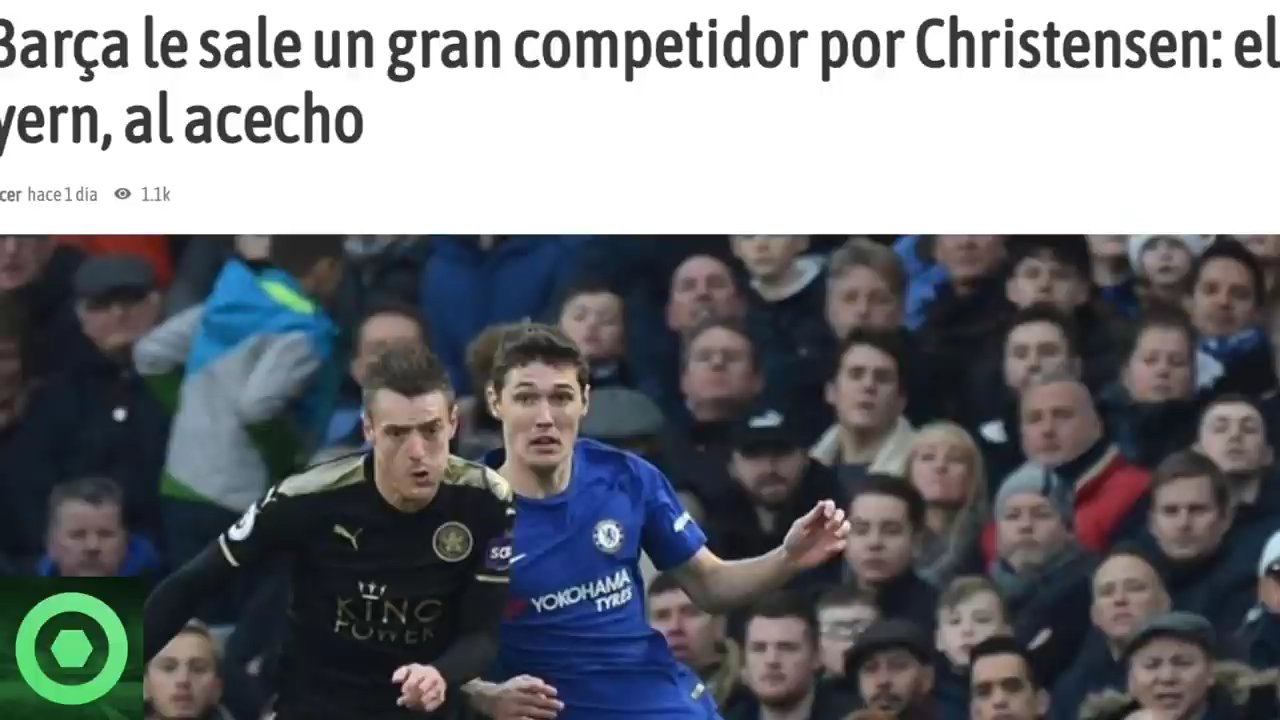 Barça le sale un gran competidor por Christensen: el
yern, al acecho
cer hace 1 día 1.1k
KING
POWER
YOKOHAMA
TYRES